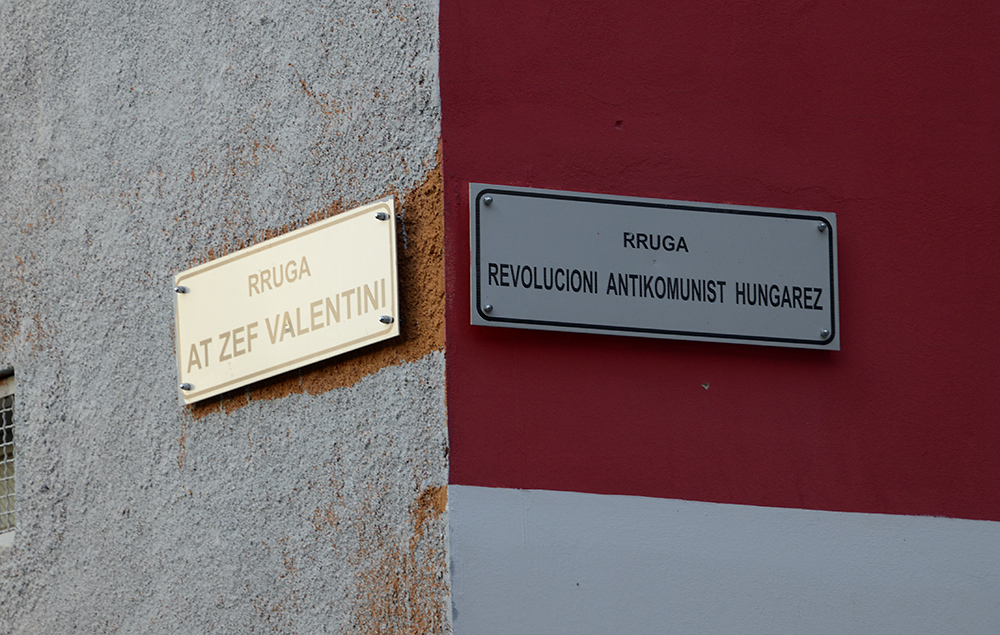 RRUGA
AT ZEF VALENTINI
RRUGA
REVOLUCIONI ANTIKOMUNIST HUNGAREZ